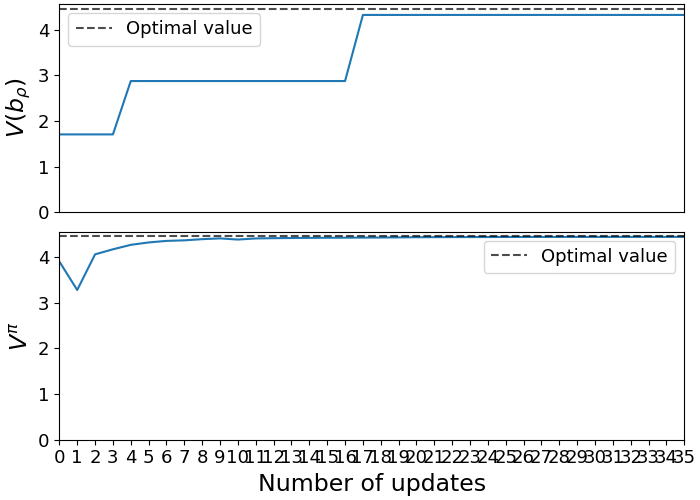 4
3
2
1
0
V(b_ρ)
Optimal value
4
3
2
1
0
V^π
Optimal value
0 1 2 3 4 5 6 7 8 9 10 11 12 13 14 15 16 17 18 19 20 21 22 23 24 25 26 27 28 29 30 31 32 33 34 35
Number of updates